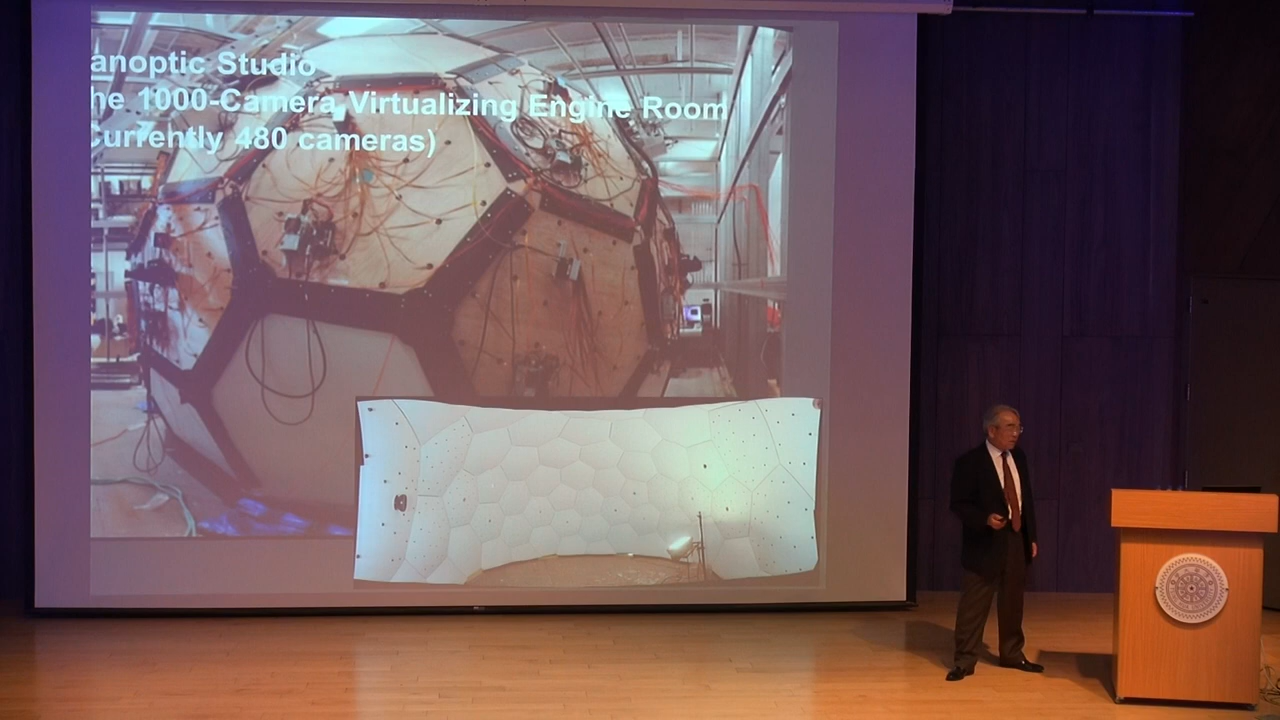 anoptic Studio
he 1000-Camera Virtualizing Engine Room
Currently 480 cameras)